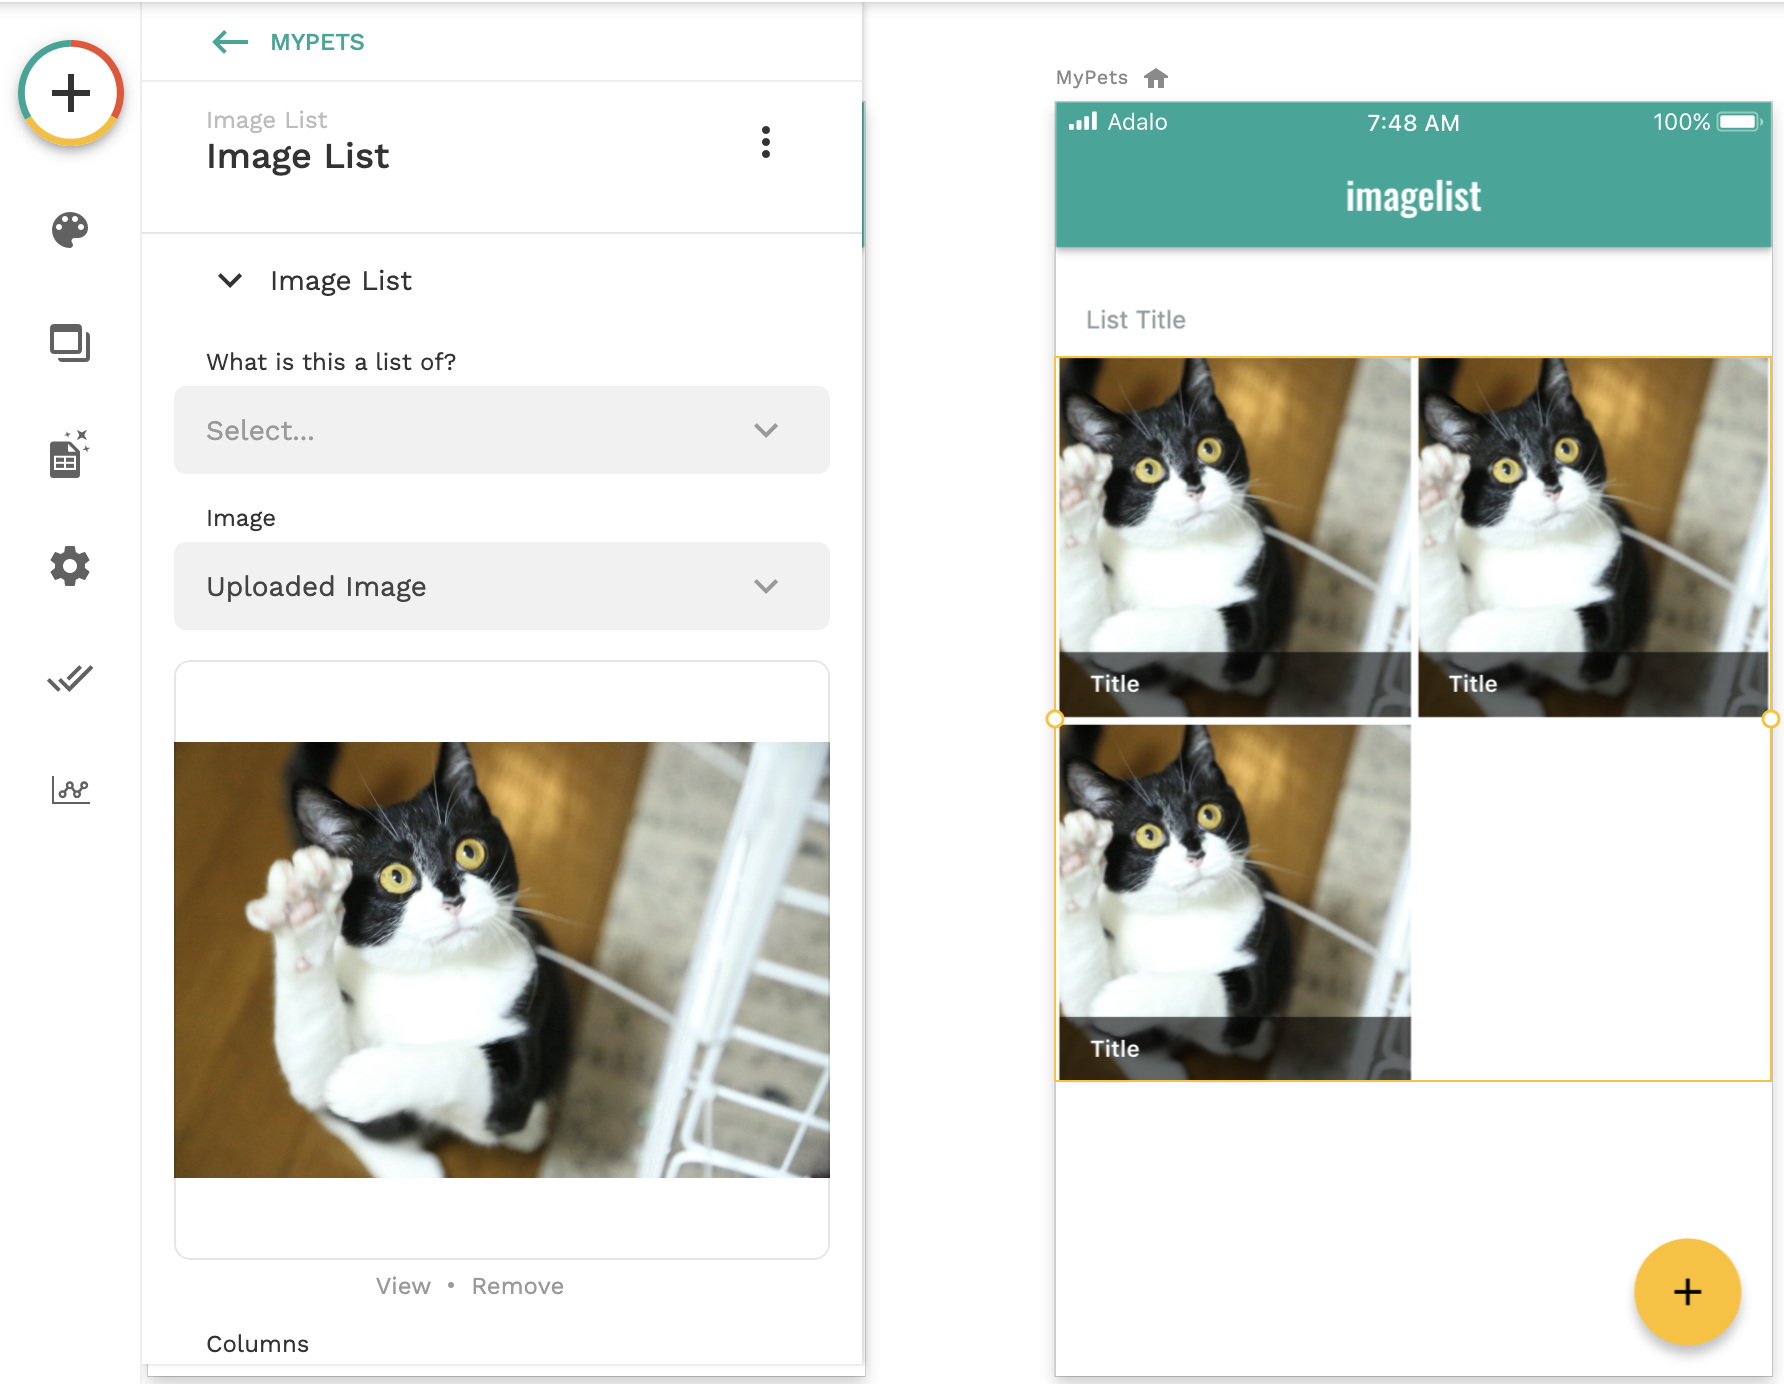 MYPETS
Image List
Image List
Image List
What is this a list of?
Select...
Image
Uploaded Image
View • Remove
Columns
MyPets
Adalo 7:48 AM 100%
imagelist
List Title
Title Title
Title